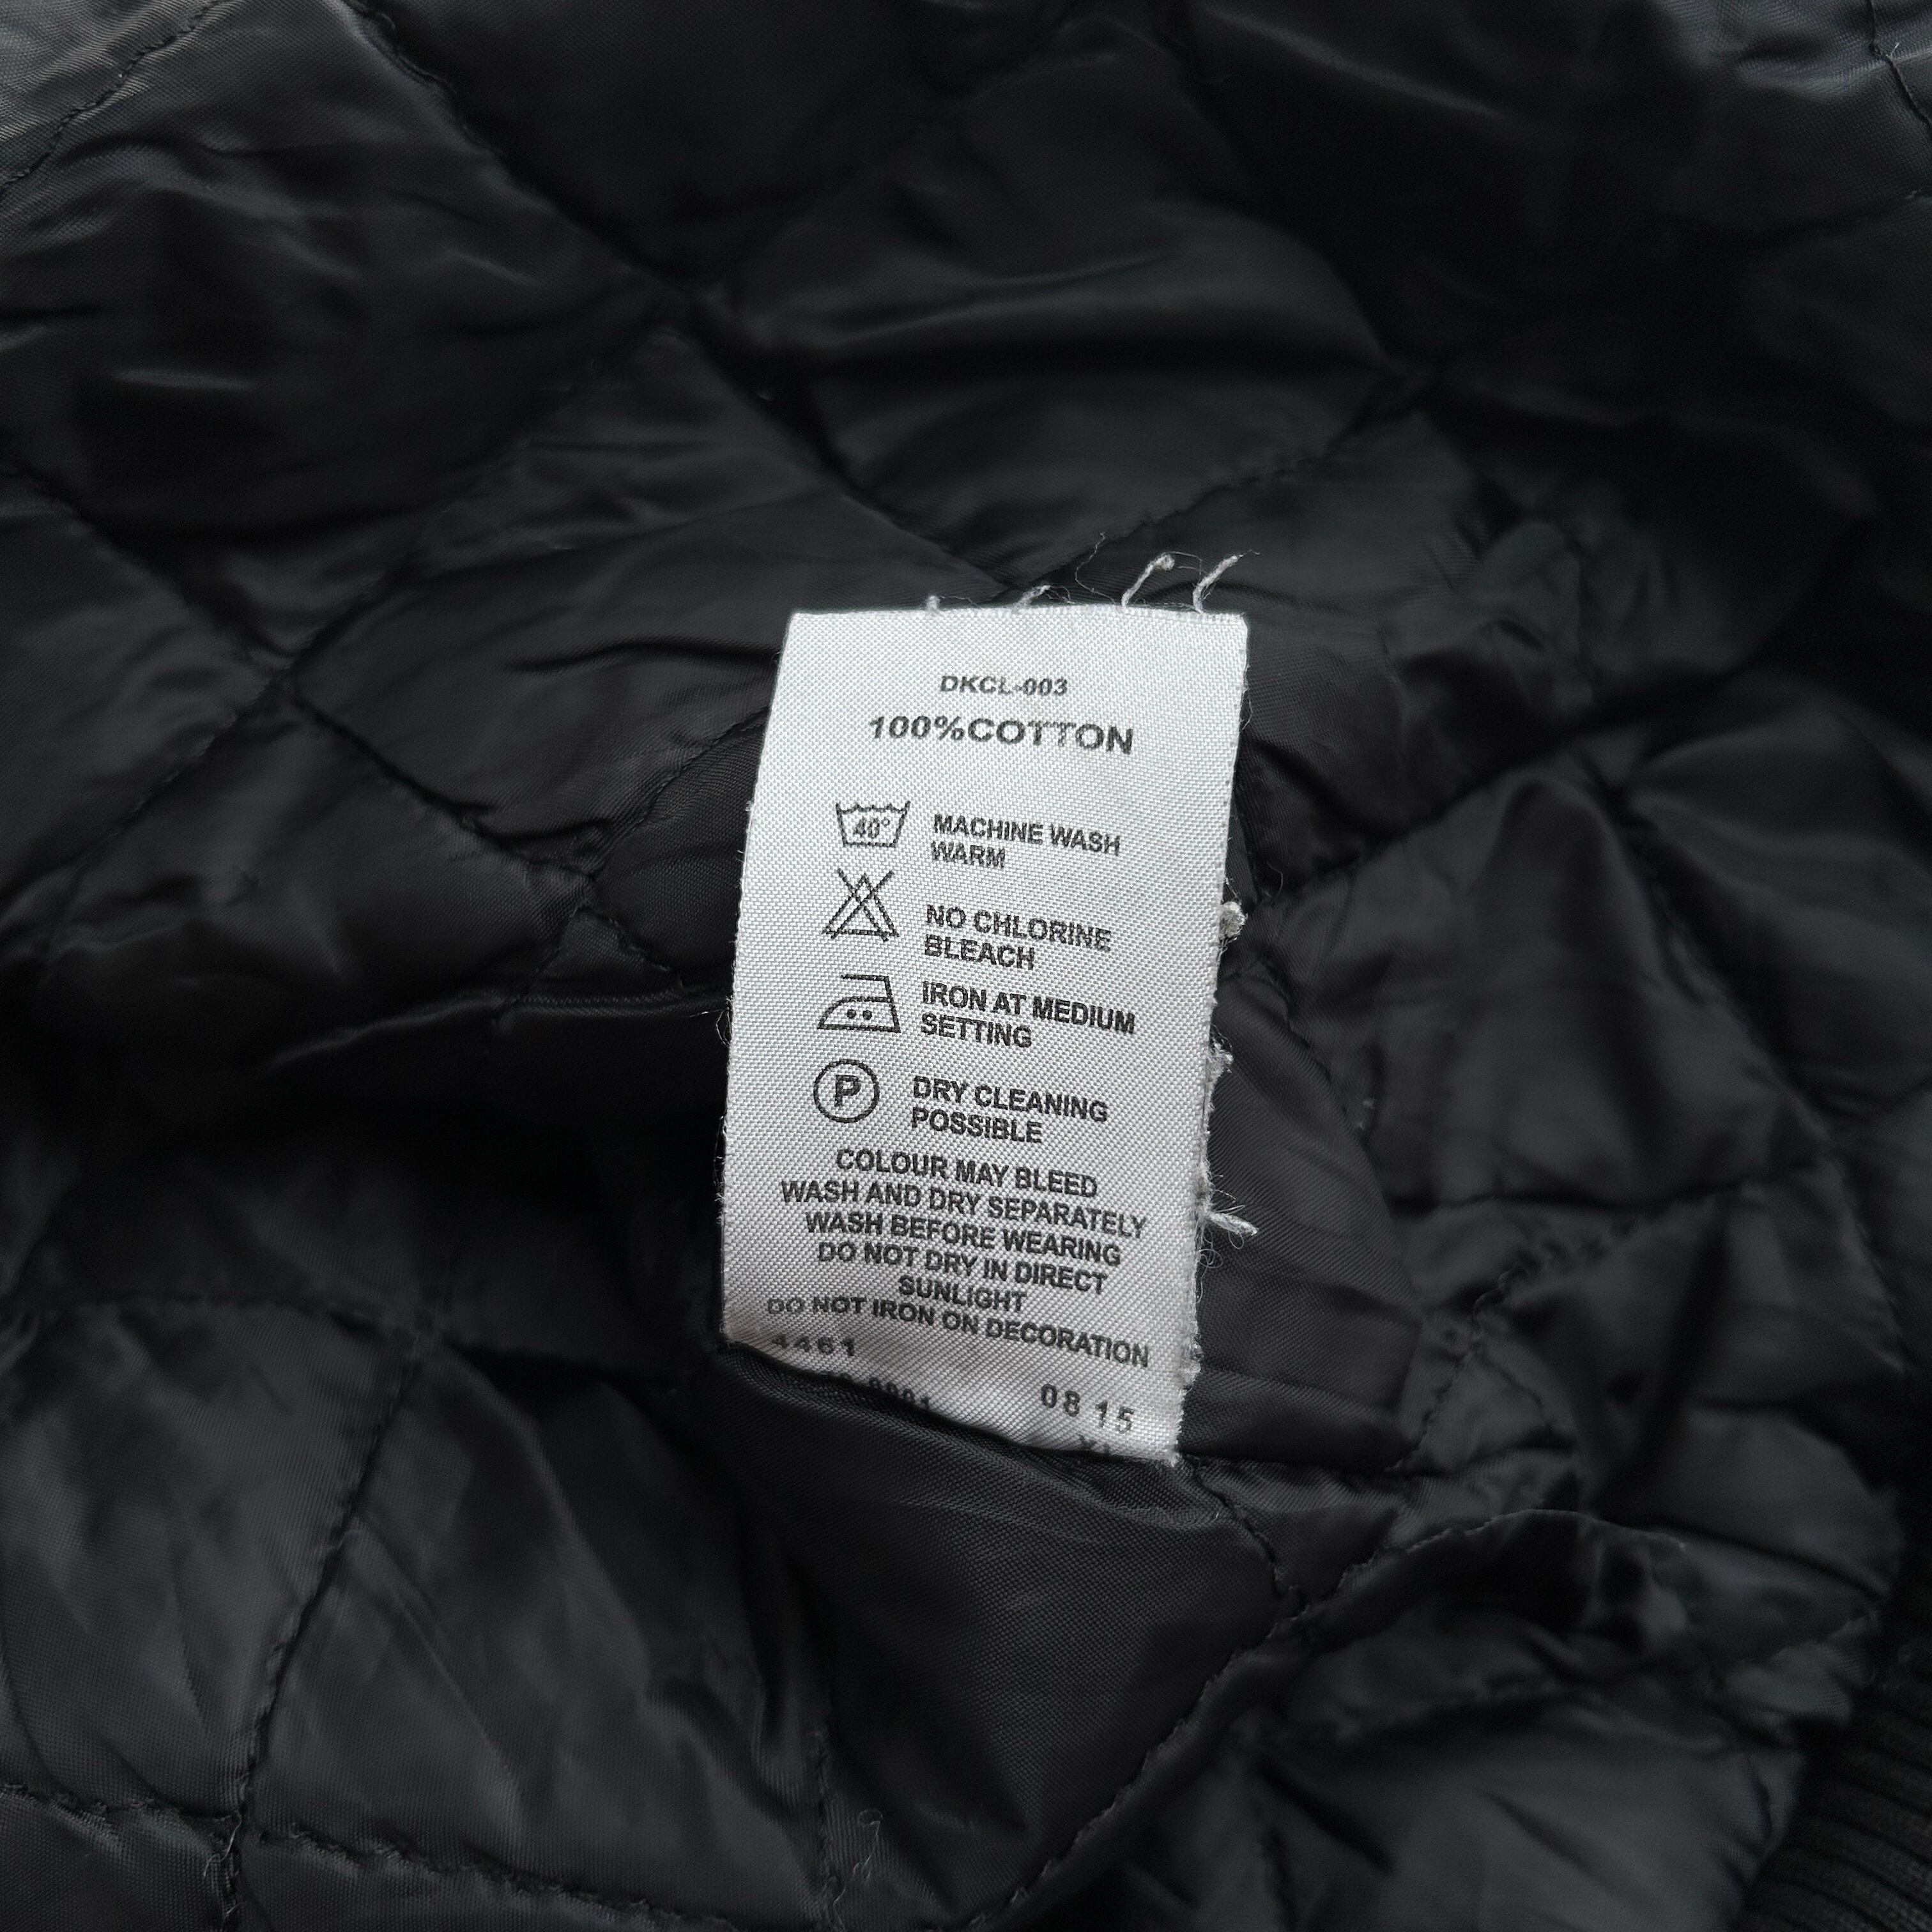 DKCL-003
100%COTTON
40°
MACHINE WASH
WARM
NO CHLORINE
BLEACH
IRON AT MEDIUM
SETTING
P
DRY CLEANING
POSSIBLE
COLOUR MAY BLEED
WASH AND DRY SEPARATELY
WASH BEFORE WEARING
DO NOT DRY IN DIRECT
SUNLIGHT
DO NOT IRON ON DECORATION
4461
08 15